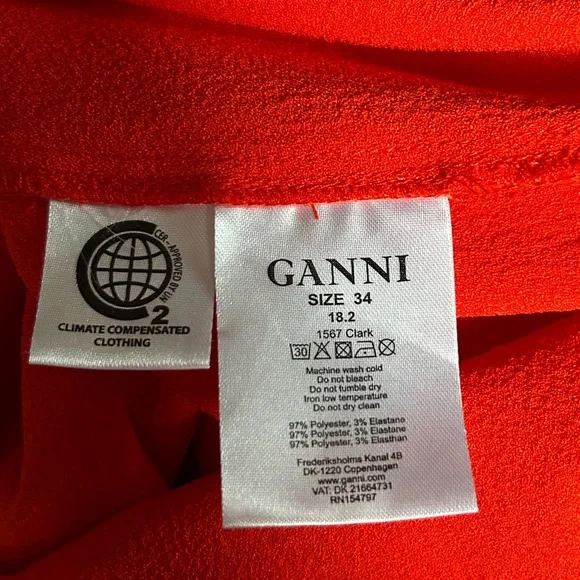 CER - APPROVED BY UN
2
CLIMATE COMPENSATED
CLOTHING
GANNI
SIZE 34
18.2
1567 Clark
30
Machine wash cold
Do not bleach
Do not tumble dry
Iron low temperature
Do not dry clean
97% Polyester, 3% Elastane
97% Polyester, 3% Elastane
97% Polyester, 3% Elasthan
Frederiksholms Kanal 4B
DK-1220 Copenhagen
www.ganni.com
VAT: DK 21664731
RN154797